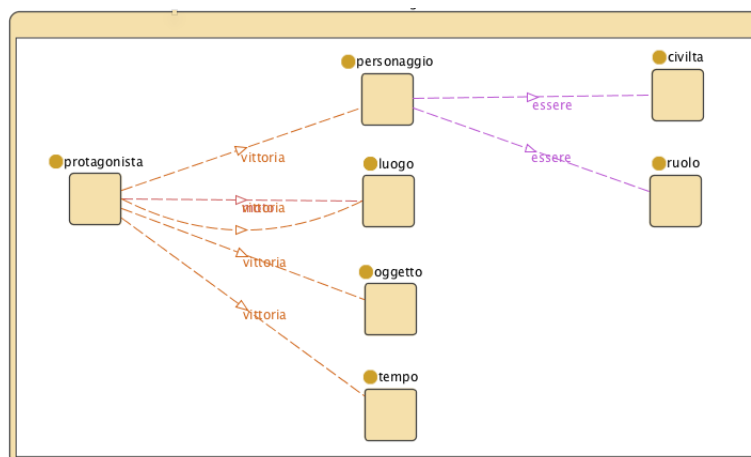 personaggio
civilta
essere
vittoria
essere
protagonista
luogo
ruolo
vittoria
oggetto
vittoria
vittoria
tempo